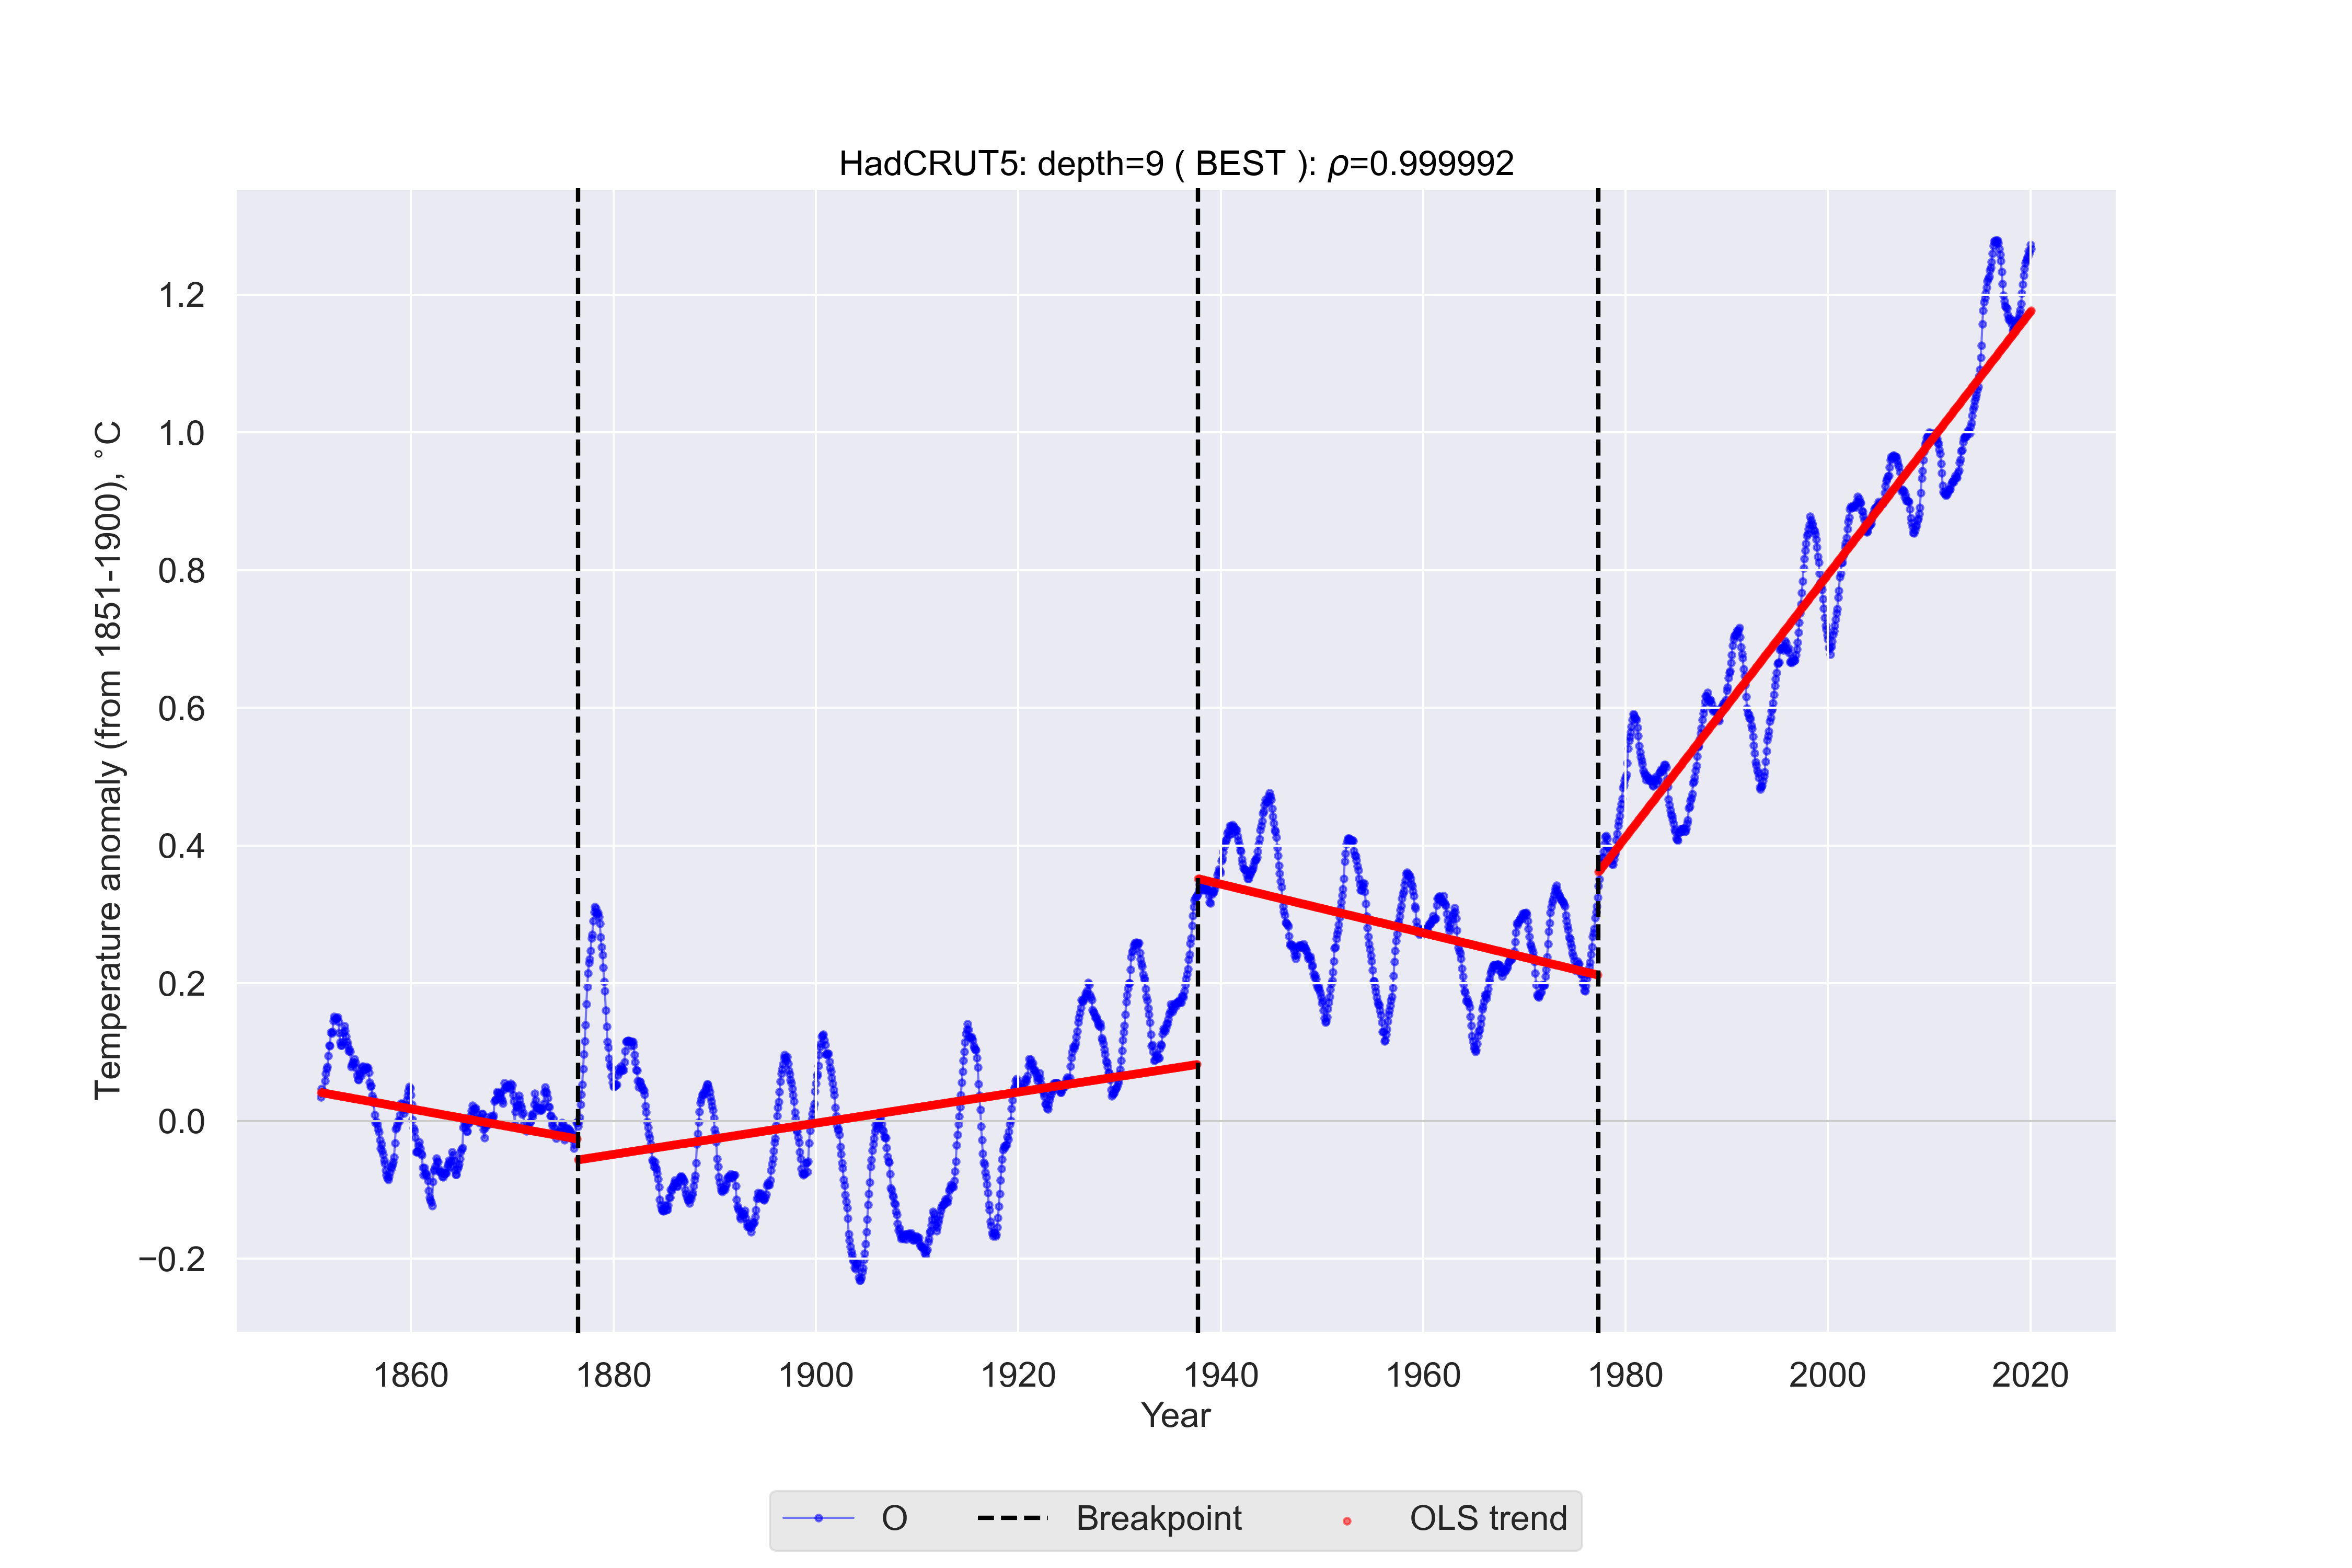 HadCRUT5: depth=9 ( BEST ): ρ=0.999992
Temperature anomaly (from 1851-1900), °C
1.2
1.0
0.8
0.6
0.4
0.2
0.0
−0.2
1860 1880 1900 1920 1940 1960 1980 2000 2020
Year
O Breakpoint OLS trend